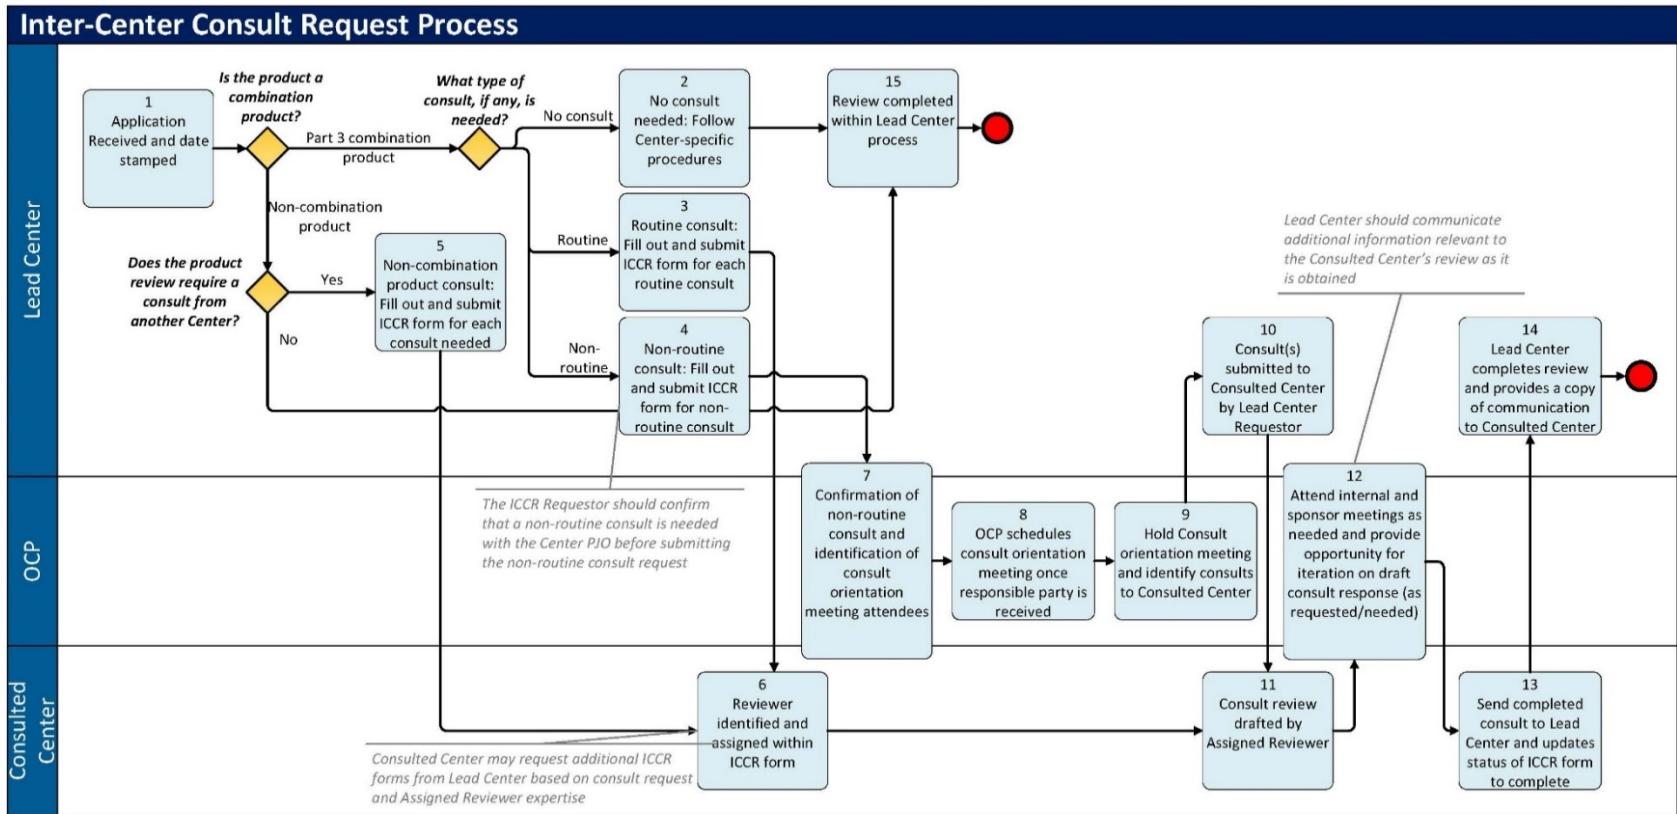 Inter-Center Consult Request Process
Lead Center
OCP
Consulted
Center
1
Application
Received and date
stamped
Is the product a
combination
product?
Part 3 combination
product
What type of
consult, if any, is
needed?
No consult
2
No consult
needed: Follow
Center-specific
procedures
15
Review completed
within Lead Center
process
Non-combination
product
Routine
3
Routine consult:
Fill out and submit
ICCR form for each
routine consult
Does the product
review require a
consult from
another Center?
Yes
No
5
Non-combination
product consult:
Fill out and submit
ICCR form for each
consult needed
Non-
routine
4
Non-routine
consult: Fill out
and submit ICCR
form for non-
routine consult
Lead Center should communicate
additional information relevant to
the Consulted Center's review as it
is obtained
10
Consult(s)
submitted to
Consulted Center
by Lead Center
Requestor
14
Lead Center
completes review
and provides a copy
of communication
to Consulted Center
The ICCR Requestor should confirm
that a non-routine consult is needed
with the Center PJO before submitting
the non-routine consult request
7
Confirmation of
non-routine
consult and
identification of
consult
orientation
meeting attendees
8
OCP schedules
consult orientation
meeting once
responsible party is
received
9
Hold Consult
orientation meeting
and identify consults
to Consulted Center
12
Attend internal and
sponsor meetings as
needed and provide
opportunity for
iteration on draft
consult response (as
requested/needed)
6
Reviewer
identified and
assigned within
ICCR form
11
Consult review
drafted by
Assigned Reviewer
13
Send completed
consult to Lead
Center and updates
status of ICCR form
to complete
Consulted Center may request additional ICCR
forms from Lead Center based on consult request
and Assigned Reviewer expertise